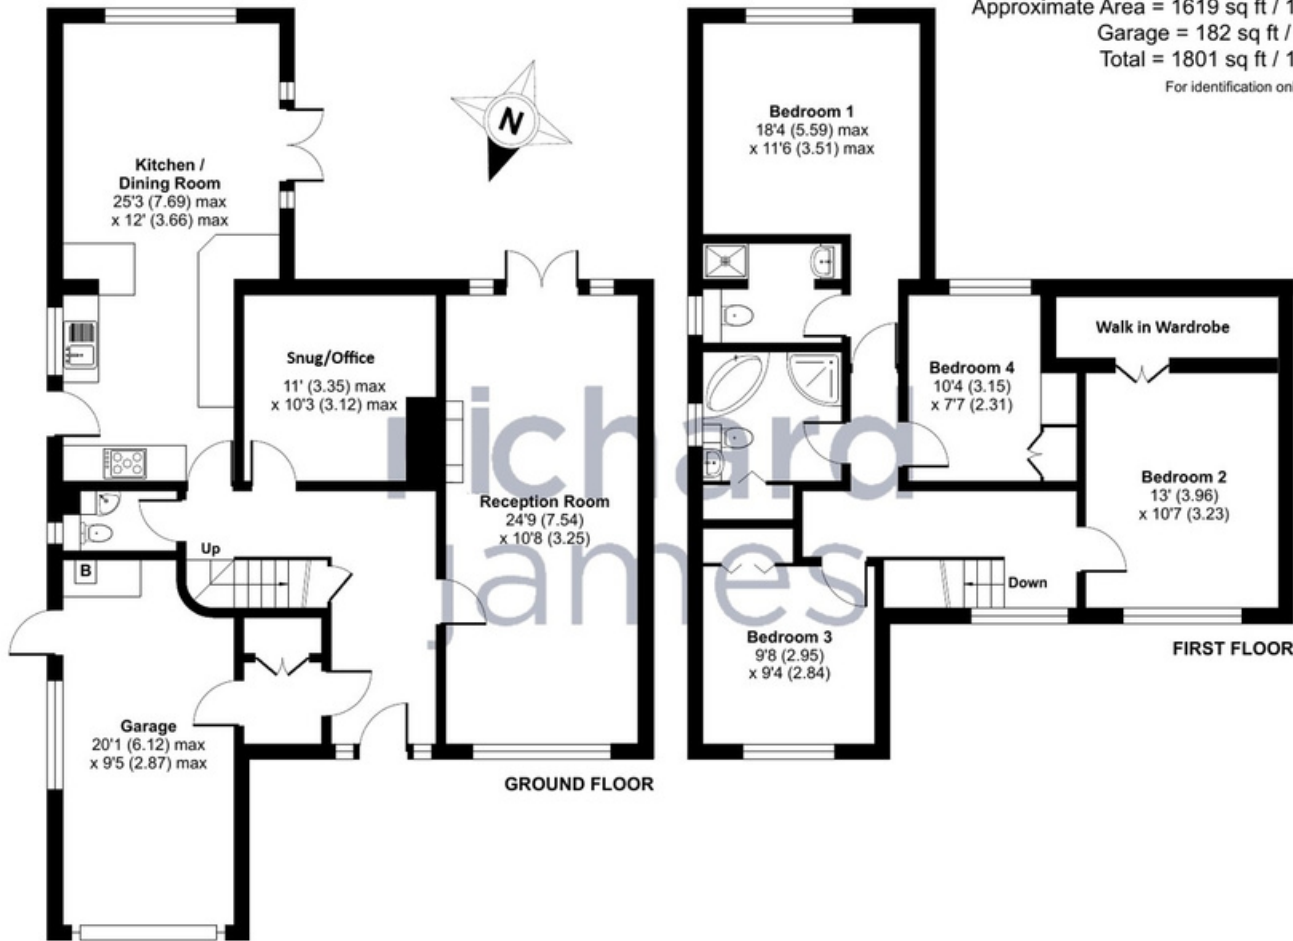 Approximate Area = 1619 sq ft / 1
Garage = 182 sq ft /
Total = 1801 sq ft / 1
For identification onl
N
Kitchen /
Dining Room
25'3 (7.69) max
x 12' (3.66) max
Snug/Office
11' (3.35) max
x 10'3 (3.12) max
Reception Room
24'9 (7.54)
x 10'8 (3.25)
Up
B
Garage
20'1 (6.12) max
x 9'5 (2.87) max
GROUND FLOOR
Bedroom 1
18'4 (5.59) max
x 11'6 (3.51) max
Walk in Wardrobe
Bedroom 4
10'4 (3.15)
x 7'7 (2.31)
Bedroom 2
13' (3.96)
x 10'7 (3.23)
Down
Bedroom 3
9'8 (2.95)
x 9'4 (2.84)
FIRST FLOOR
richard
james